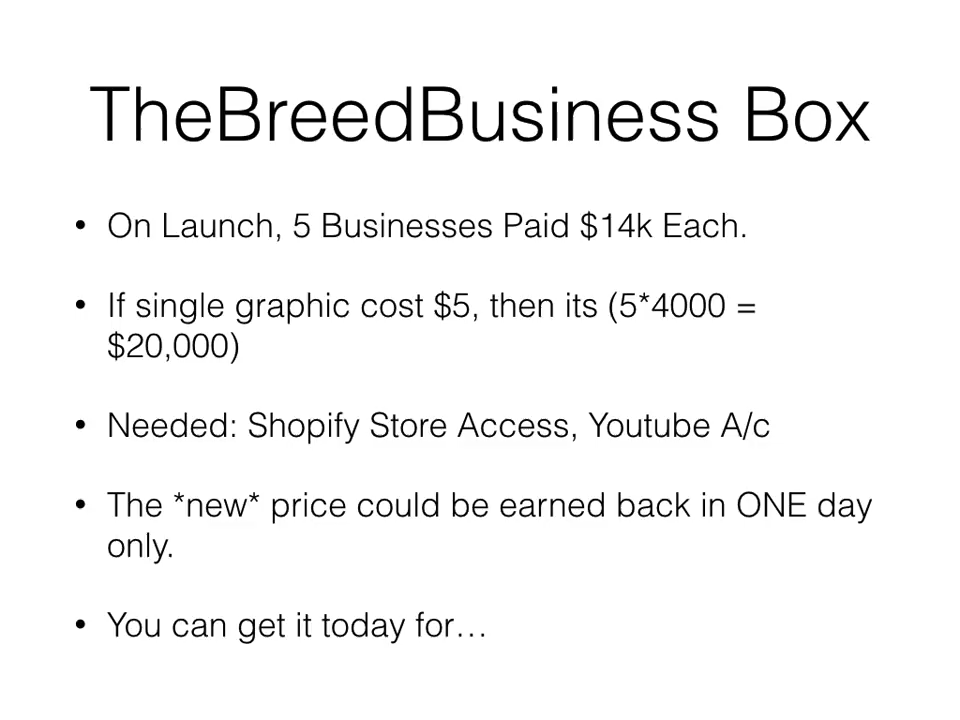 TheBreedBusiness Box
• On Launch, 5 Businesses Paid $14k Each.
• If single graphic cost $5, then its (5*4000 =
$20,000)
• Needed: Shopify Store Access, Youtube A/c
• The *new* price could be earned back in ONE day
only.
• You can get it today for…